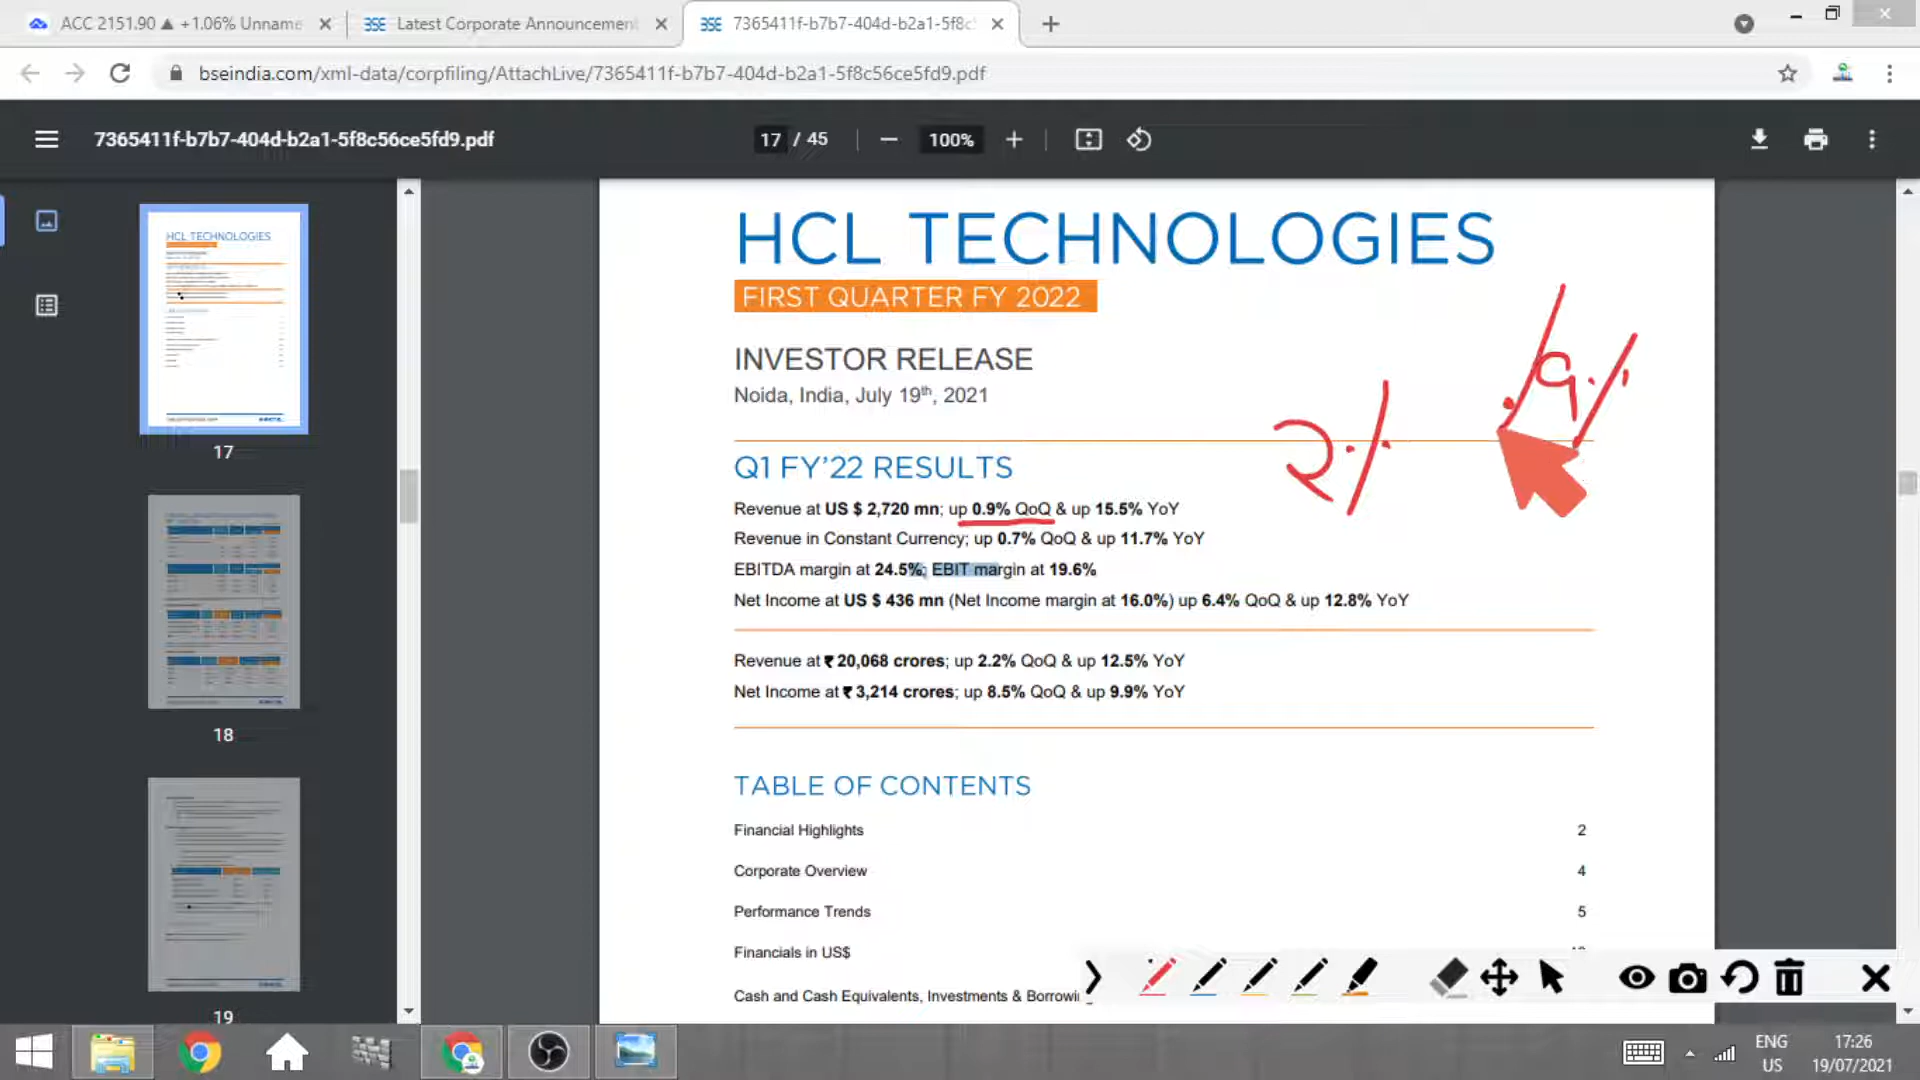 ACC 2151.90 ▲ +1.06% Unname
Latest Corporate Announcement
7365411f-b7b7-404d-b2a1-5f8c
bseindia.com/xml-data/corpfiling/AttachLive/7365411f-b7b7-404d-b2a1-5f8c56ce5fd9.pdf
7365411f-b7b7-404d-b2a1-5f8c56ce5fd9.pdf
17 / 45
100%
HCL TECHNOLOGIES
17
18
19
HCL TECHNOLOGIES
FIRST QUARTER FY 2022
INVESTOR RELEASE
Noida, India, July 19th, 2021
2%
.9%
Q1 FY'22 RESULTS
Revenue at US $ 2,720 mn; up 0.9% QoQ & up 15.5% YoY
Revenue in Constant Currency; up 0.7% QoQ & up 11.7% YoY
EBITDA margin at 24.5%; EBIT margin at 19.6%
Net Income at US $ 436 mn (Net Income margin at 16.0%) up 6.4% QoQ & up 12.8% YoY
Revenue at ₹ 20,068 crores; up 2.2% QoQ & up 12.5% YoY
Net Income at ₹ 3,214 crores; up 8.5% QoQ & up 9.9% YoY
TABLE OF CONTENTS
Financial Highlights 2
Corporate Overview 4
Performance Trends 5
Financials in US$
Cash and Cash Equivalents, Investments & Borrowi
ENG
US
17:26
19/07/2021